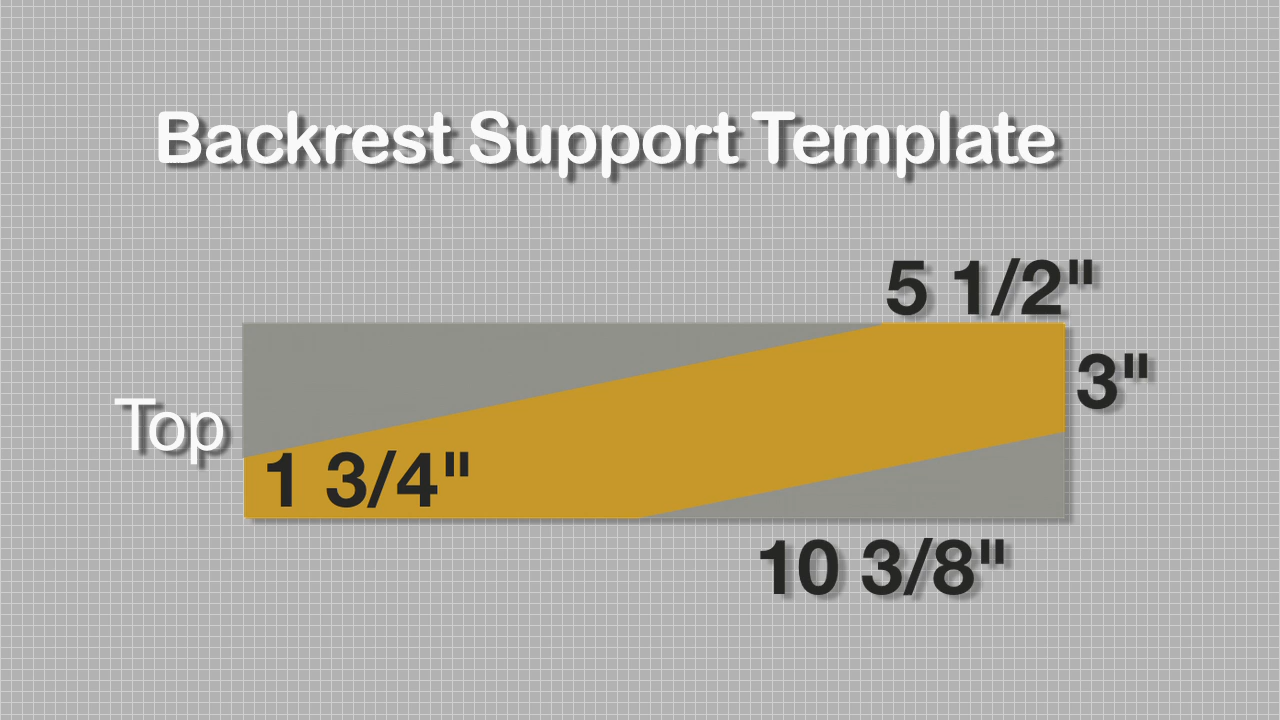 Backrest Support Template
5 1/2"
3"
Top
1 3/4"
10 3/8"